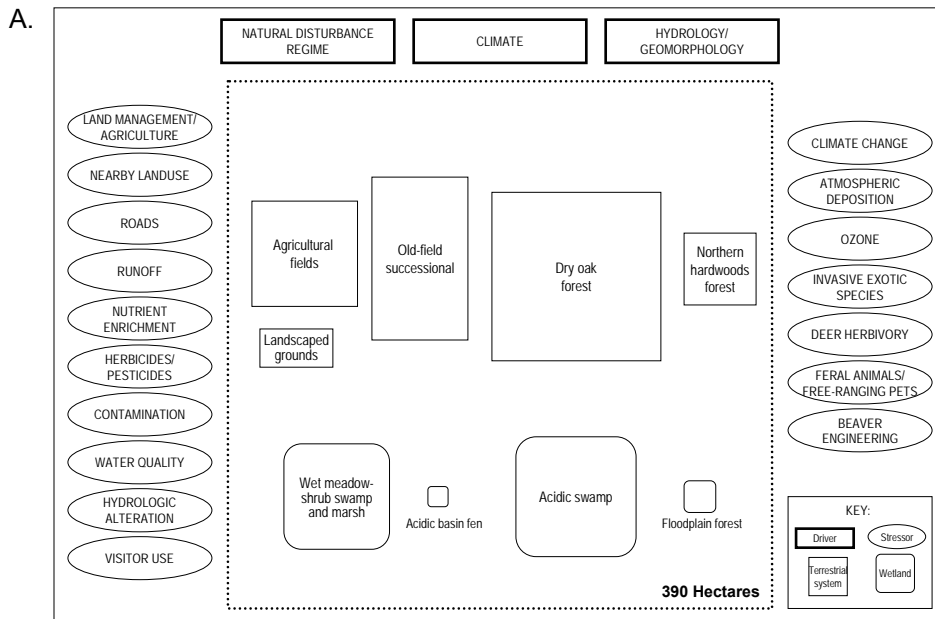 A.
NATURAL DISTURBANCE
REGIME
CLIMATE
HYDROLOGY/
GEOMORPHOLOGY
LAND MANAGEMENT/
AGRICULTURE
NEARBY LANDUSE
ROADS
RUNOFF
NUTRIENT
ENRICHMENT
HERBICIDES/
PESTICIDES
CONTAMINATION
WATER QUALITY
HYDROLOGIC
ALTERATION
VISITOR USE
Agricultural
fields
Old-field
successional
Dry oak
forest
Northern
hardwoods
forest
Landscaped
grounds
Wet meadow-
shrub swamp
and marsh
Acidic basin fen
Acidic swamp
Floodplain forest
390 Hectares
CLIMATE CHANGE
ATMOSPHERIC
DEPOSITION
OZONE
INVASIVE EXOTIC
SPECIES
DEER HERBIVORY
FERAL ANIMALS/
FREE-RANGING PETS
BEAVER
ENGINEERING
KEY:
Driver
Stressor
Terrestrial
system
Wetland